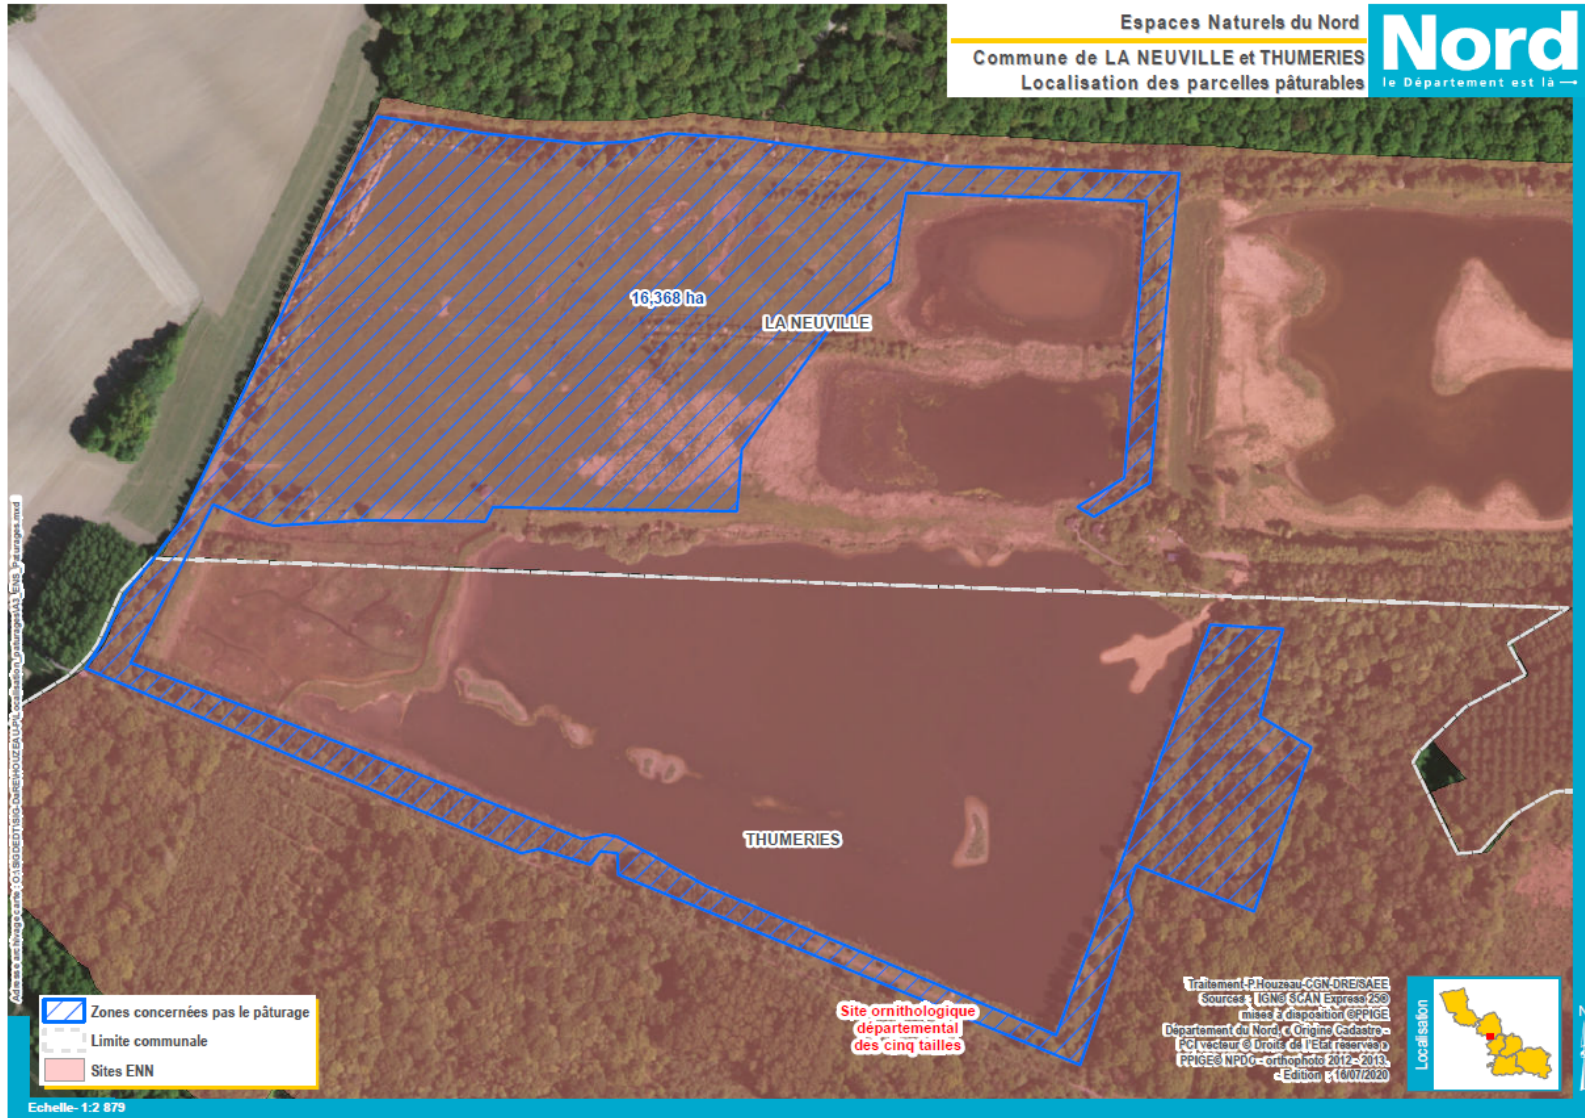 Espaces Naturels du Nord
Commune de LA NEUVILLE et THUMERIES
Localisation des parcelles pâturables
Nord
le Département est là
16,368 ha
LA NEUVILLE
THUMERIES
Site ornithologique
départemental
des cinq tailles
Zones concernées pas le pâturage
Limite communale
Sites ENN
Echelle- 1:2 879
Traitement-P.Houzeau-CGN-DRE/SAEE
Sources : IGN© SCAN Express 25®
mises à disposition ©PPIGE
Département du Nord, « Origine Cadastre -
PCI vecteur © Droits de l'Etat réservés »
PPIGE© NPDC - orthophoto 2012 - 2013.
- Edition : 16/07/2020
Localisation
N